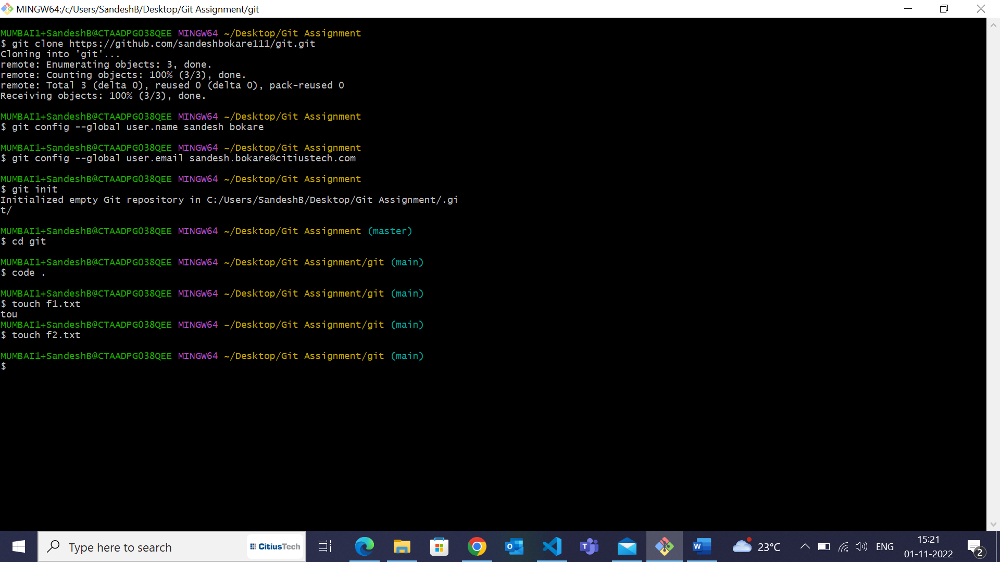 MINGW64:/c/Users/SandeshB/Desktop/Git Assignment/git
MUMBAI1+SandeshB@CTAADPG038QEE MINGW64 ~/Desktop/Git Assignment
$ git clone https://github.com/sandeshbokare111/git.git
Cloning into 'git'...
remote: Enumerating objects: 3, done.
remote: Counting objects: 100% (3/3), done.
remote: Total 3 (delta 0), reused 0 (delta 0), pack-reused 0
Receiving objects: 100% (3/3), done.
MUMBAI1+SandeshB@CTAADPG038QEE MINGW64 ~/Desktop/Git Assignment
$ git config --global user.name sandesh bokare
MUMBAI1+SandeshB@CTAADPG038QEE MINGW64 ~/Desktop/Git Assignment
$ git config --global user.email sandesh.bokare@citiustech.com
MUMBAI1+SandeshB@CTAADPG038QEE MINGW64 ~/Desktop/Git Assignment
$ git init
Initialized empty Git repository in C:/Users/SandeshB/Desktop/Git Assignment/.gi
t/
MUMBAI1+SandeshB@CTAADPG038QEE MINGW64 ~/Desktop/Git Assignment (master)
$ cd git
MUMBAI1+SandeshB@CTAADPG038QEE MINGW64 ~/Desktop/Git Assignment/git (main)
$ code .
MUMBAI1+SandeshB@CTAADPG038QEE MINGW64 ~/Desktop/Git Assignment/git (main)
$ touch f1.txt
tou
MUMBAI1+SandeshB@CTAADPG038QEE MINGW64 ~/Desktop/Git Assignment/git (main)
$ touch f2.txt
MUMBAI1+SandeshB@CTAADPG038QEE MINGW64 ~/Desktop/Git Assignment/git (main)
$
Type here to search
CitiusTech
23°C
ENG
15:21
01-11-2022
2